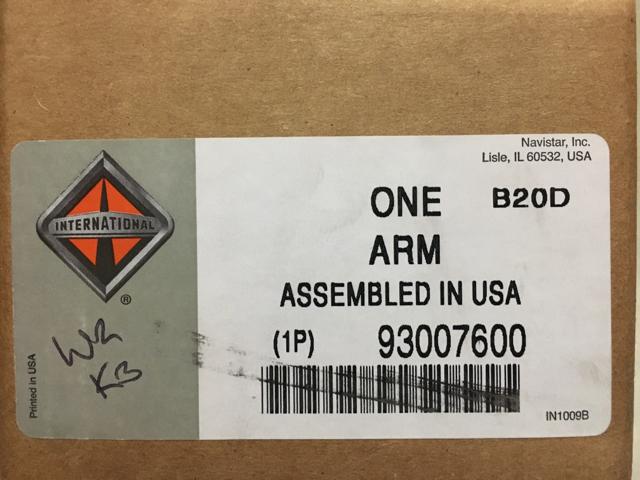 Navistar, Inc.
Lisle, IL 60532, USA
ONE B20D
ARM
ASSEMBLED IN USA
(1P) 93007600
IN1009B
INTERNATIONAL
®
KB
Printed in USA